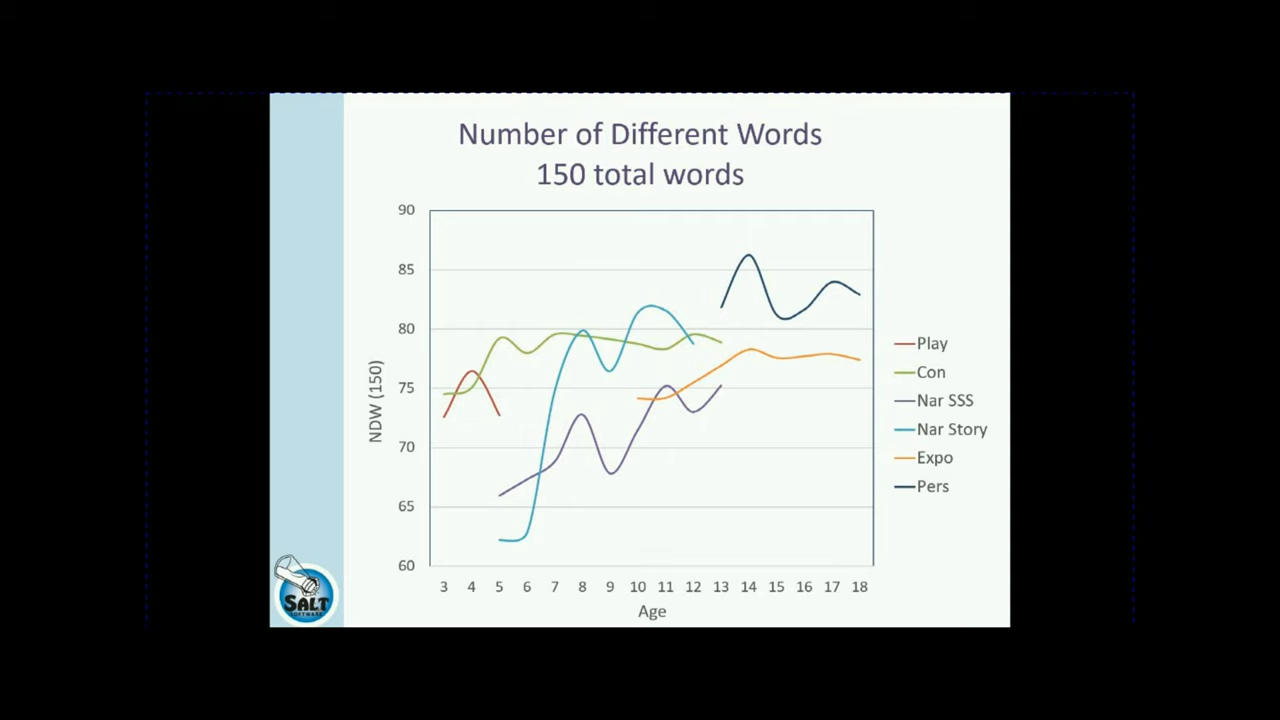 Number of Different Words
150 total words
90
85
80
75
70
65
60
NDW (150)
3 4 5 6 7 8 9 10 11 12 13 14 15 16 17 18
Age
Play
Con
Nar SSS
Nar Story
Expo
Pers
SALT
SOFTWARE